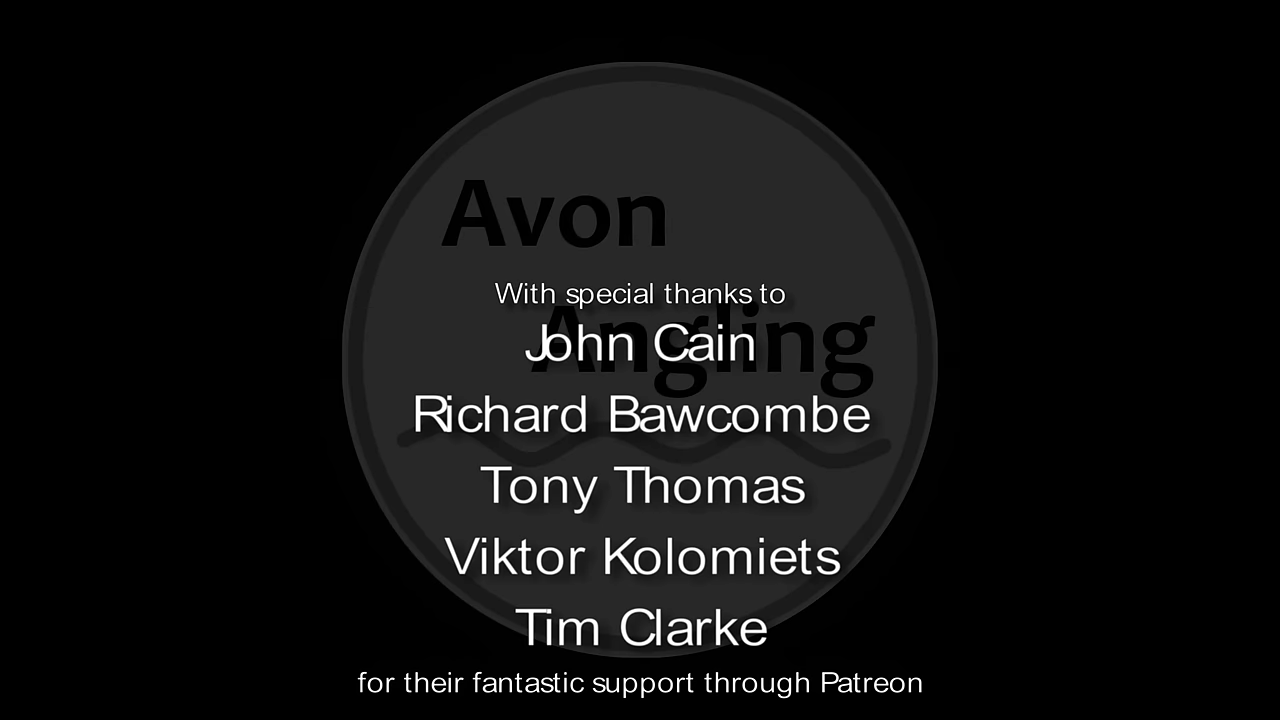 Avon
With special thanks to
Angling
John Cain
Richard Bawcombe
Tony Thomas
Viktor Kolomiets
Tim Clarke
for their fantastic support through Patreon